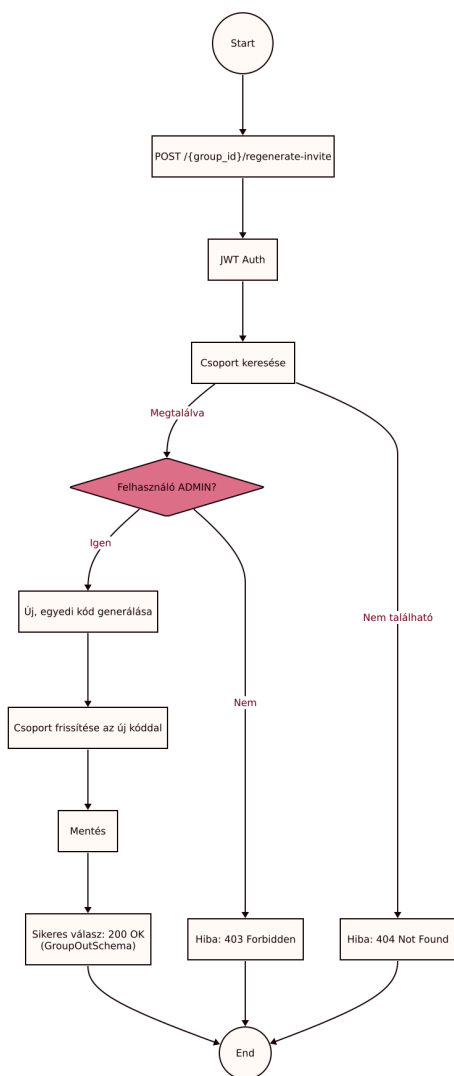 Start
POST /{group_id}/regenerate-invite
JWT Auth
Csoport keresése
Megtalálva
Felhasználó ADMIN?
Igen
Új, egyedi kód generálása
Nem található
Nem
Csoport frissítése az új kóddal
Mentés
Sikeres válasz: 200 OK
(GroupOutSchema)
Hiba: 403 Forbidden
Hiba: 404 Not Found
End